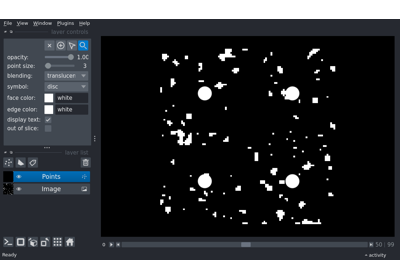 File View Window Plugins Help
layer controls
opacity: 1.00
point size: 3
blending: translucen
symbol: disc
face color: white
edge color: white
display text: ✓
out of slice:
layer list
Points
Image
50 99
Ready
activity